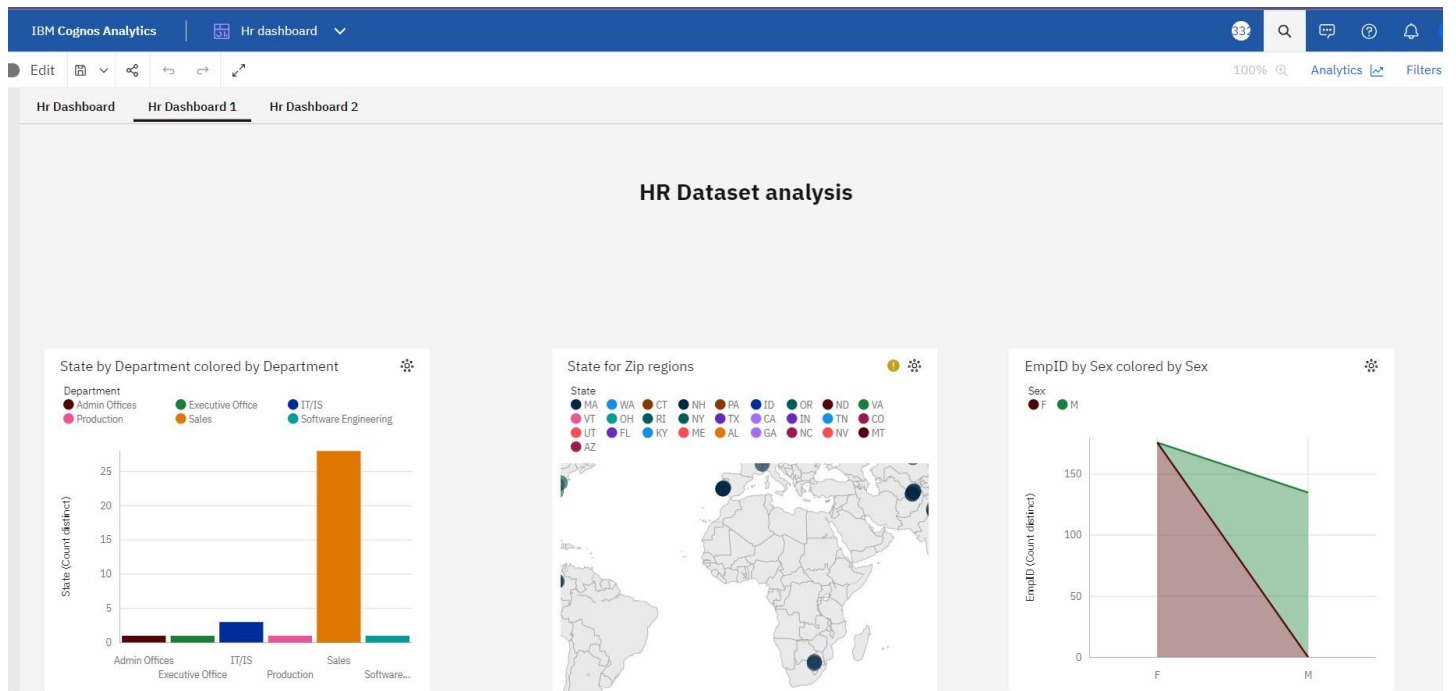 IBM Cognos Analytics Hr dashboard
Edit 100% Analytics Filters
Hr Dashboard Hr Dashboard 1 Hr Dashboard 2
HR Dataset analysis
State by Department colored by Department
Department
Admin Offices Executive Office IT/IS
Production Sales Software Engineering
State (Count distinct)
25
20
15
10
5
0
Admin Offices IT/IS Sales
Executive Office Production Software...
State for Zip regions
State
MA WA CT NH PA ID OR ND VA
VT OH RI NY TX CA IN TN CO
UT FL KY ME AL GA NC NV MT
AZ
EmpID by Sex colored by Sex
Sex
F M
EmpID (Count distinct)
150
100
50
0
F M